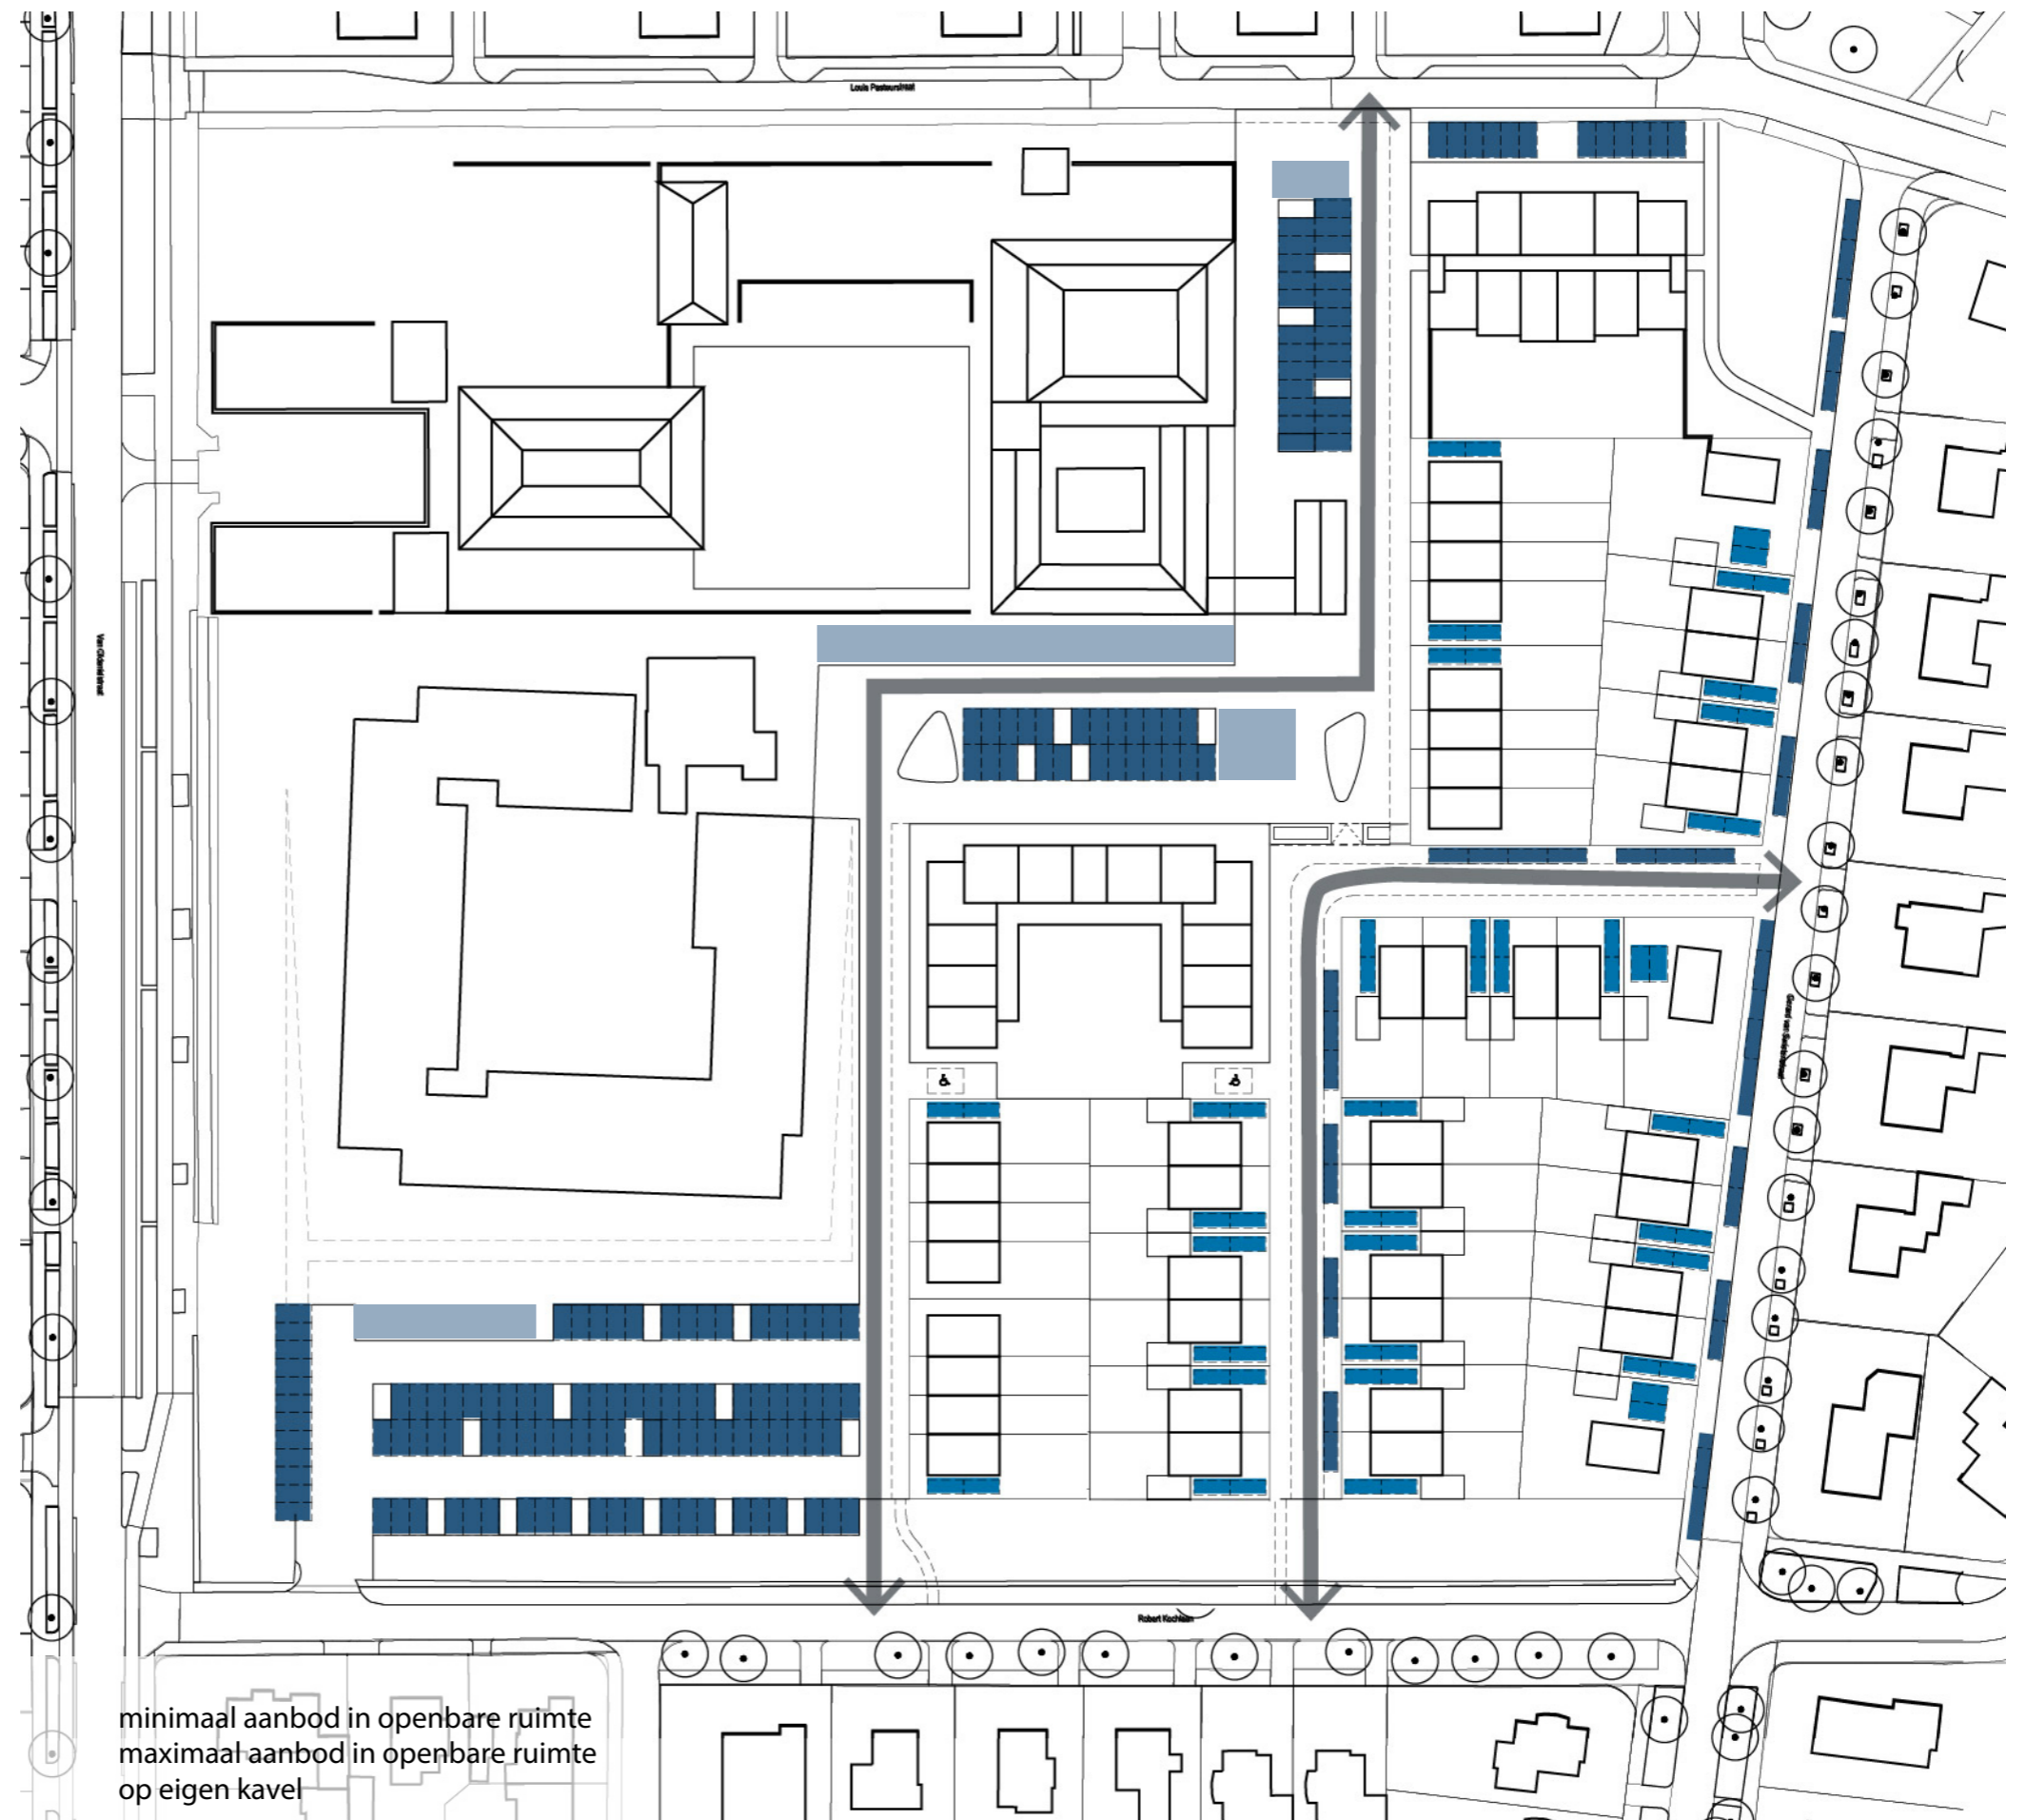 Louis Pasteurstraat
Robert Kochlaan
minimaal aanbod in openbare ruimte
maximaal aanbod in openbare ruimte
op eigen kavel